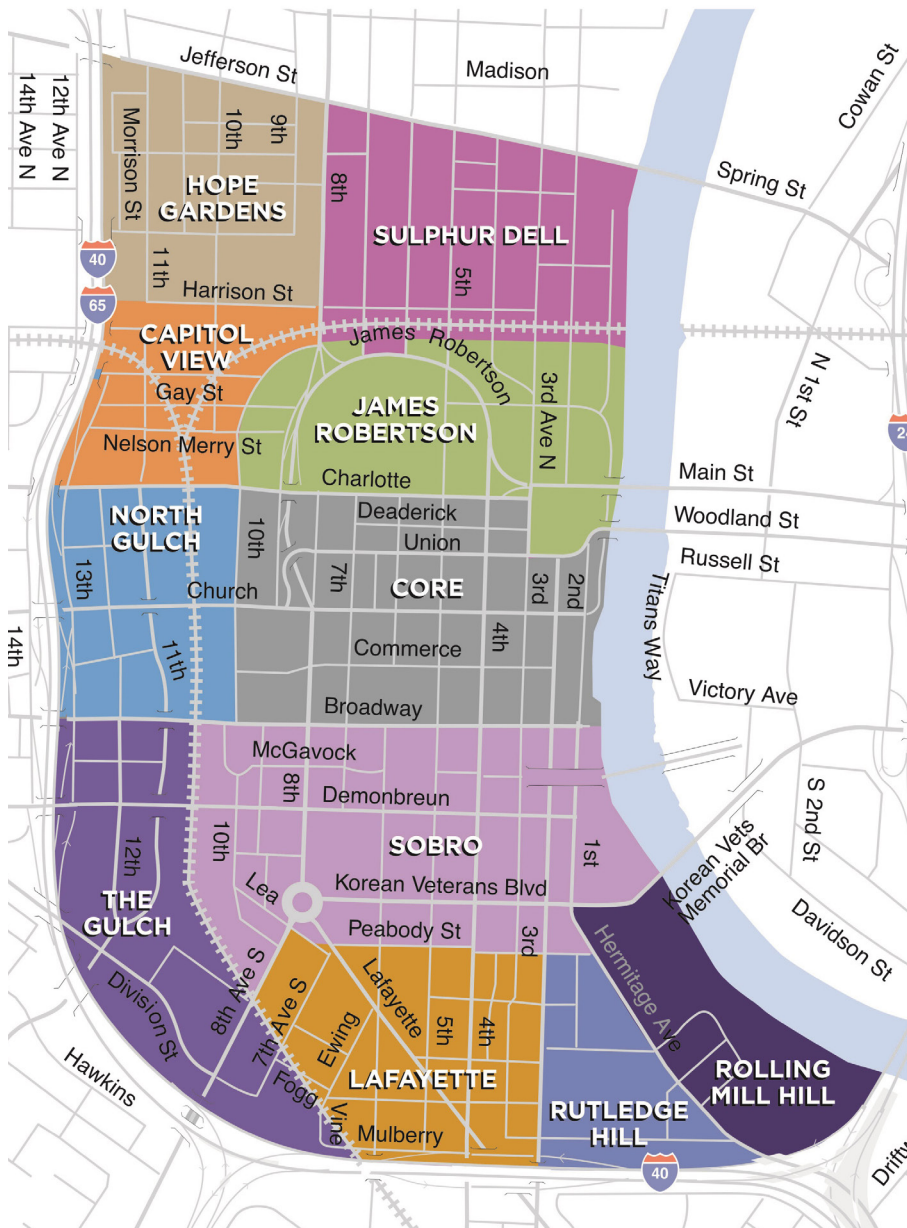 Jefferson St
Madison
Cowan St
14th Ave N
12th Ave N
Morrison St
10th
9th
8th
Spring St
HOPE
GARDENS
SULPHUR DELL
40
11th
5th
Harrison St
65
CAPITOL
VIEW
James Robertson
Gay St
3rd Ave N
N 1st St
JAMES
ROBERTSON
Nelson Merry St
Charlotte
Main St
NORTH
GULCH
Deaderick
Woodland St
10th
Union
Russell St
13th
7th
CORE
3rd
2nd
Church
Titans Way
14th
11th
Commerce
4th
Victory Ave
Broadway
McGavock
8th
Demonbreun
S 2nd St
12th
10th
SOBRO
1st
Korean Vets
Memorial Br
Lea
Korean Veterans Blvd
THE
GULCH
Peabody St
3rd
Davidson St
Hermitage Ave
8th Ave S
Lafayette
Division St
7th Ave S
Ewing
5th
4th
Hawkins
Fogg
LAFAYETTE
ROLLING
MILL HILL
RUTLEDGE
HILL
Vine
Mulberry
40